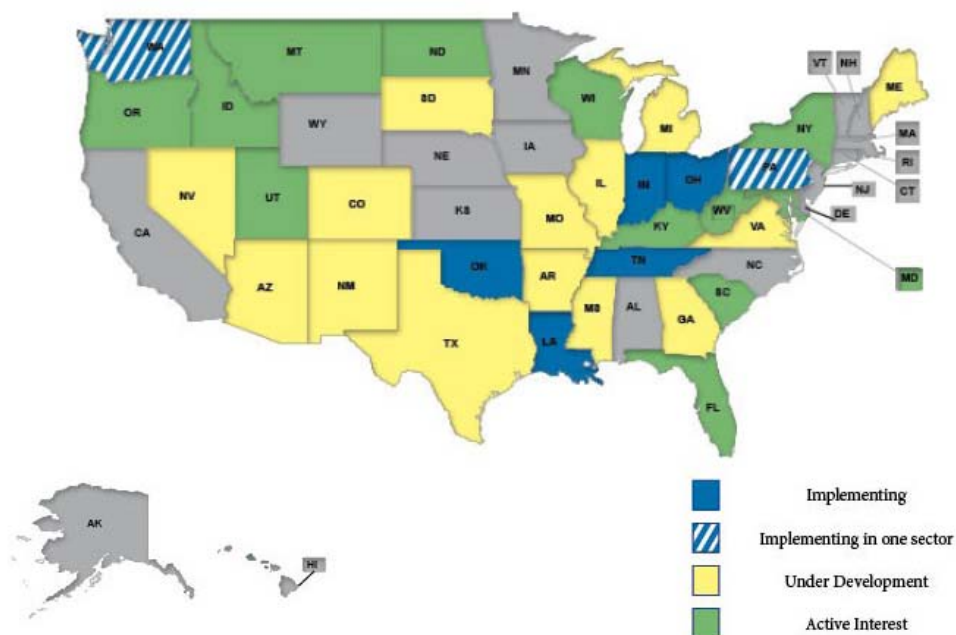 WA
MT
ND
MN
VT
NH
ME
OR
ID
SD
WI
MI
NY
MA
WY
RI
IA
NE
PA
CT
NV
UT
CO
IL
IN
OH
NJ
CA
KS
MO
KY
WV
VA
DE
AZ
NM
OK
AR
TN
NC
MD
SC
MS
AL
GA
TX
LA
FL
AK
HI
Implementing
Implementing in one sector
Under Development
Active Interest